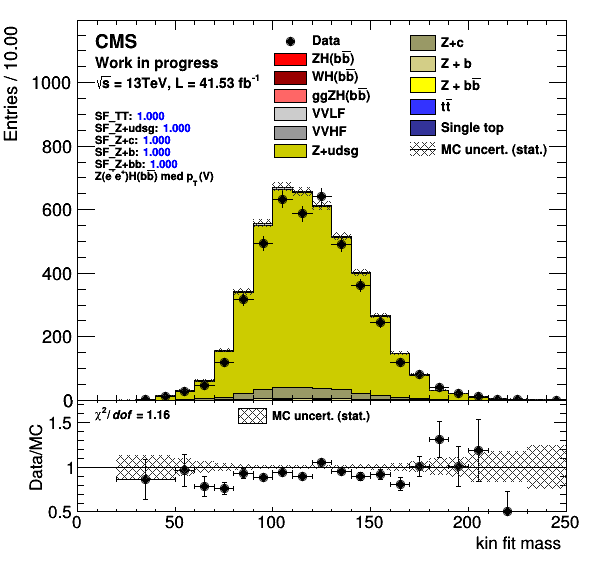 CMS
Work in progress
√s = 13TeV, L = 41.53 fb⁻¹
SF_TT: 1.000
SF_Z+udsg: 1.000
SF_Z+c: 1.000
SF_Z+b: 1.000
SF_Z+bb: 1.000
Z(e⁻e⁺)H(bb̅) med p_T(V)
Data
ZH(bb̅)
WH(bb̅)
ggZH(bb̅)
VVLF
VVHF
Z+udsg
Z+c
Z + b
Z + bb̅
tt̅
Single top
MC uncert. (stat.)
Entries / 10.00
1000
800
600
400
200
0
χ²/dof = 1.16
MC uncert. (stat.)
Data/MC
1.5
1
0.5
0 50 100 150 200 250
kin fit mass